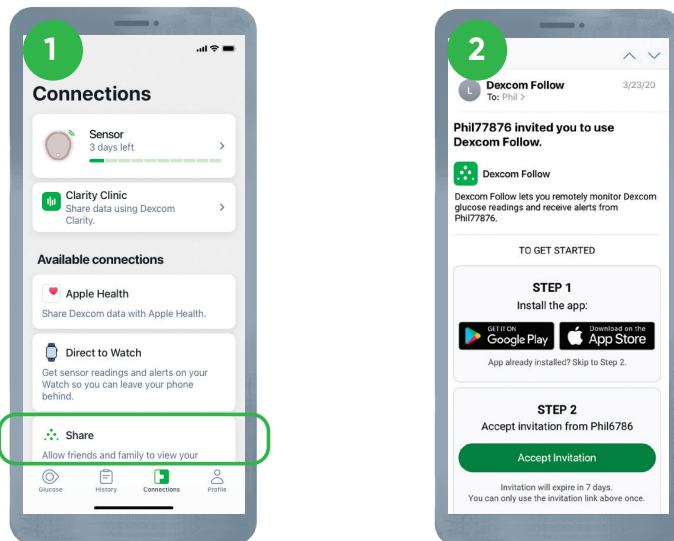 1
Connections
Sensor
3 days left
Clarity Clinic
Share data using Dexcom
Clarity.
Available connections
Apple Health
Share Dexcom data with Apple Health.
Direct to Watch
Get sensor readings and alerts on your
Watch so you can leave your phone
behind.
Share
Allow friends and family to view your
Glucose
History
Connections
Profile
2
L
Dexcom Follow
3/23/20
To: Phil >
Phil77876 invited you to use
Dexcom Follow.
Dexcom Follow
Dexcom Follow lets you remotely monitor Dexcom
glucose readings and receive alerts from
Phil77876.
TO GET STARTED
STEP 1
Install the app:
GET IT ON
Google Play
Download on the
App Store
App already installed? Skip to Step 2.
STEP 2
Accept invitation from Phil6786
Accept Invitation
Invitation will expire in 7 days.
You can only use the invitation link above once.